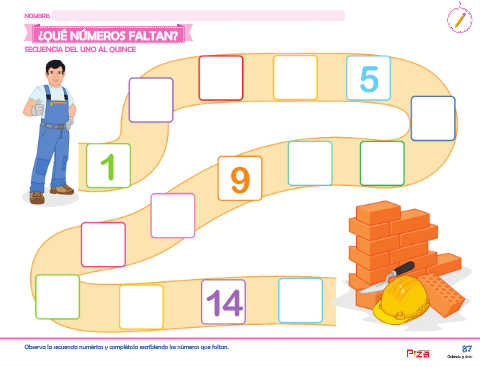 NOMBRE:
¿QUÉ NÚMEROS FALTAN?
SECUENCIA DEL UNO AL QUINCE
5
1
9
14
Observa la secuencia numérica y complétala escribiendo los números que faltan.
87